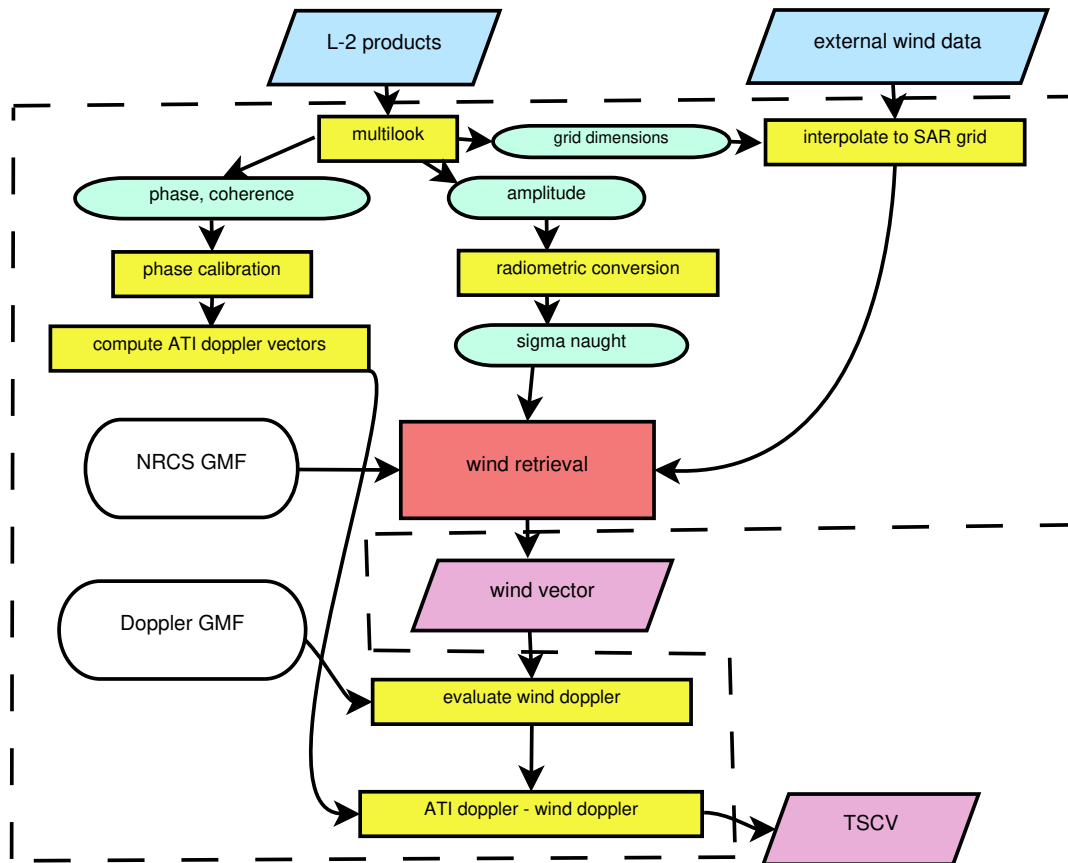 L-2 products
external wind data
multilook
grid dimensions
interpolate to SAR grid
phase, coherence
amplitude
phase calibration
radiometric conversion
compute ATI doppler vectors
sigma naught
NRCS GMF
wind retrieval
wind vector
Doppler GMF
evaluate wind doppler
ATI doppler - wind doppler
TSCV